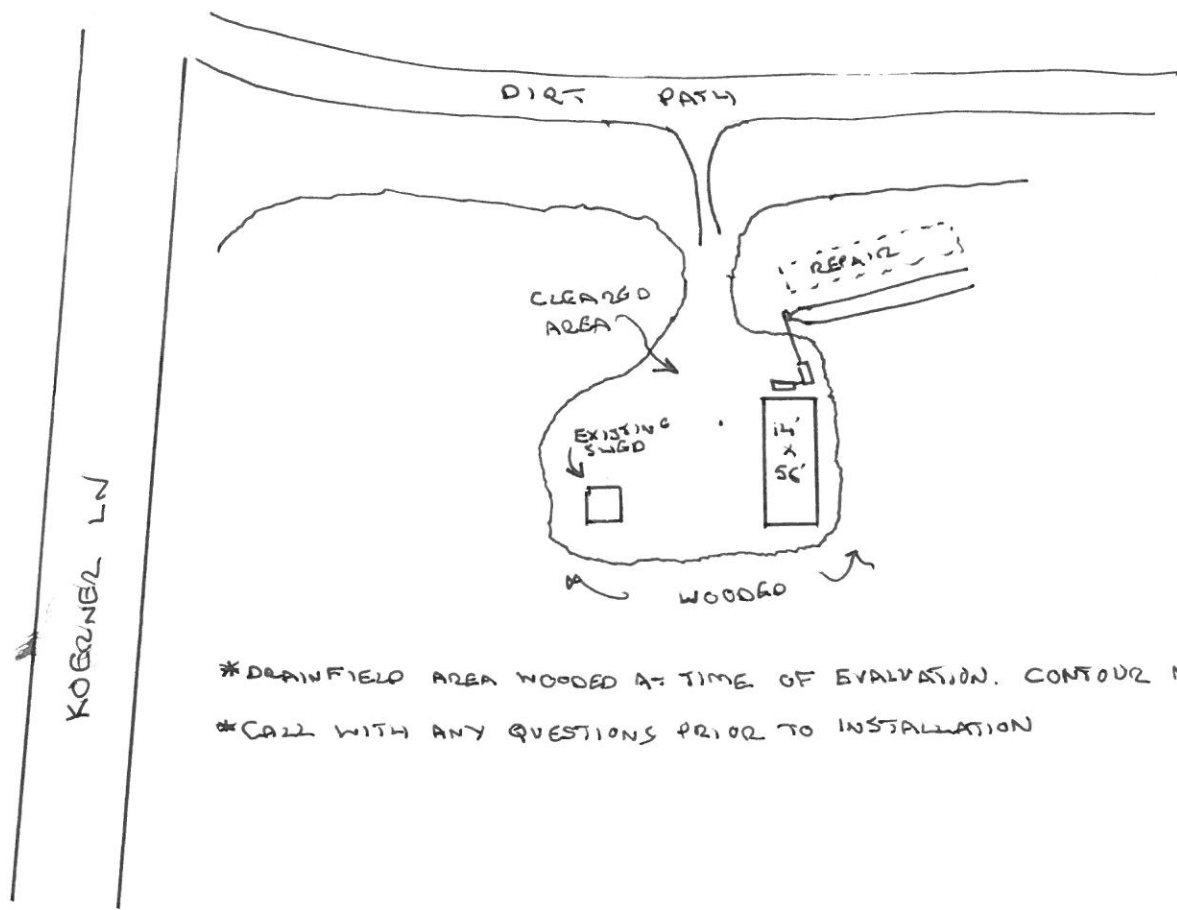 DIRT PATH
REPAIR
CLEARED
AREA
EXISTING
SHED
14'
X
56'
WOODED
KOERNER LN
*DRAINFIELD AREA WOODED AT TIME OF EVALUATION. CONTOUR
*CALL WITH ANY QUESTIONS PRIOR TO INSTALLATION